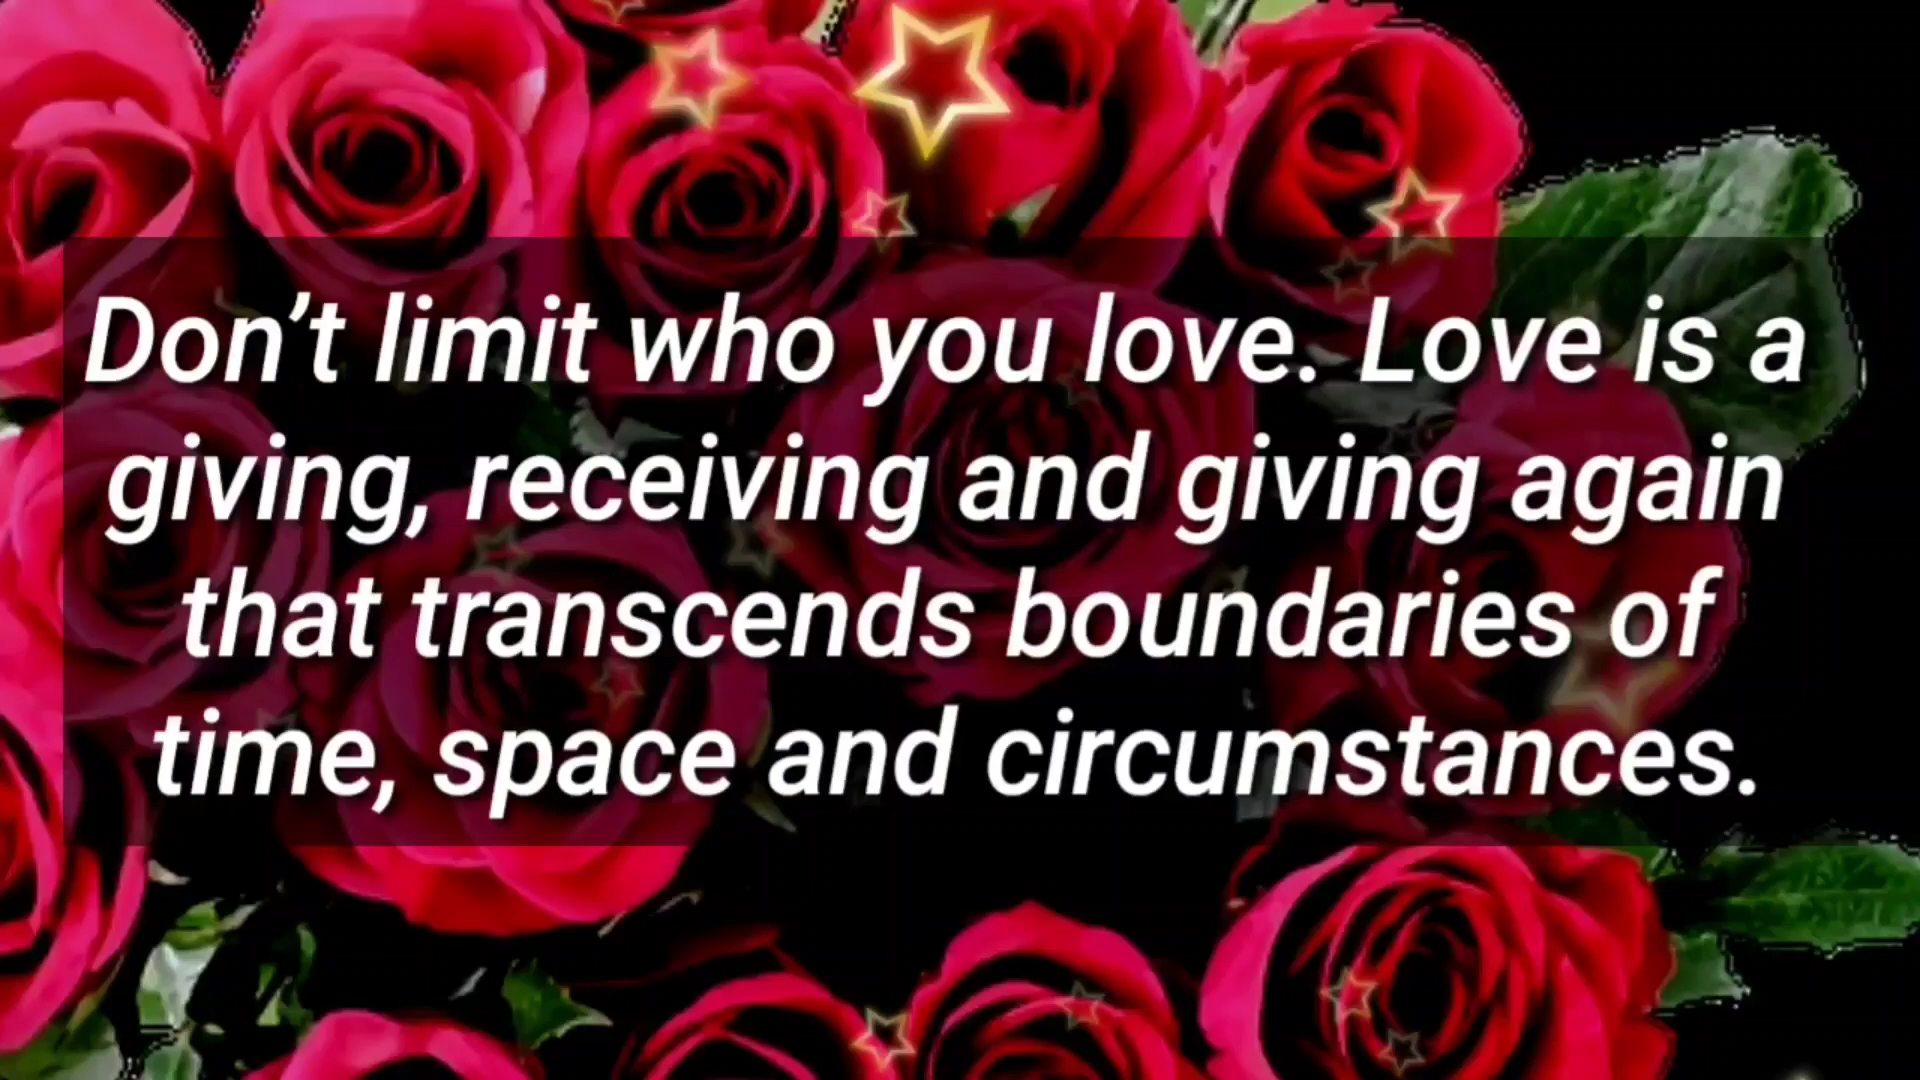 Don’t limit who you love. Love is a
giving, receiving and giving again
that transcends boundaries of
time, space and circumstances.